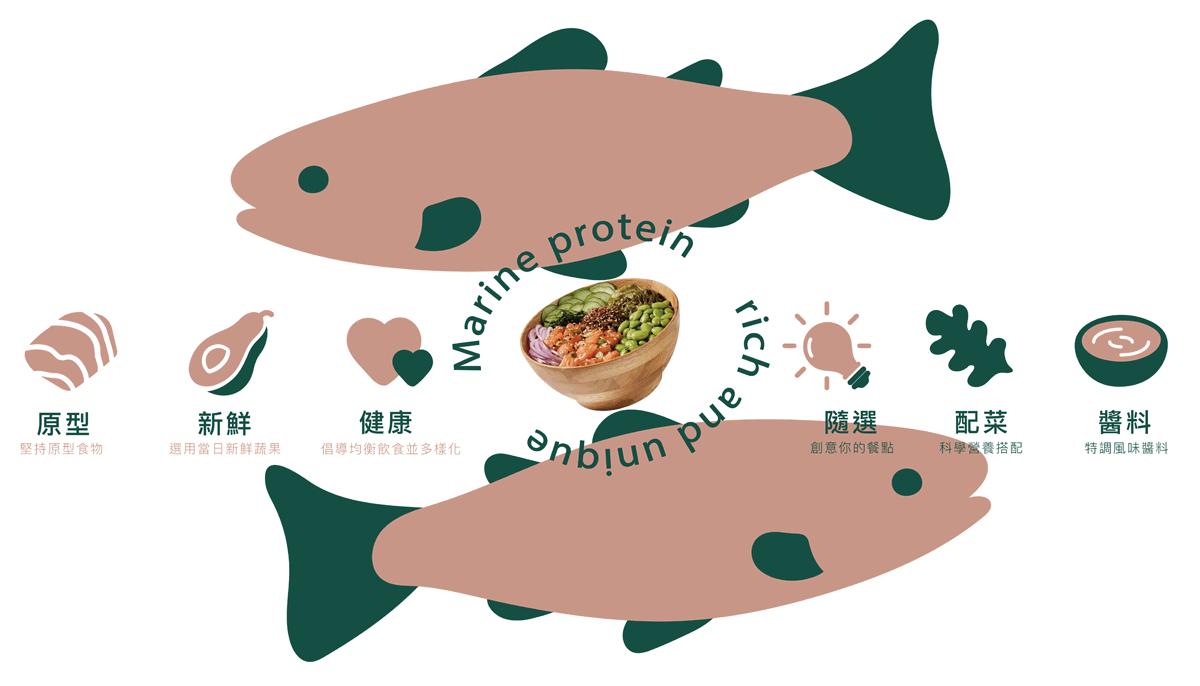 Marine protein
rich and unique
原型
堅持原型食物
新鮮
選用當日新鮮蔬果
健康
倡導均衡飲食並多樣化
隨選
創意你的餐點
配菜
科學營養搭配
醬料
特調風味醬料